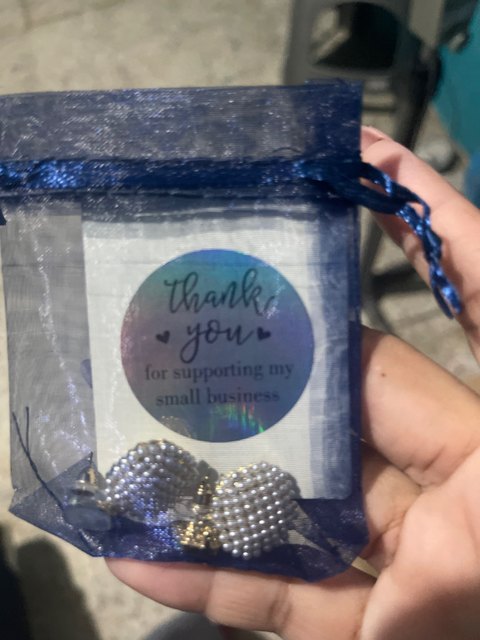 thank
you
for supporting my
small business